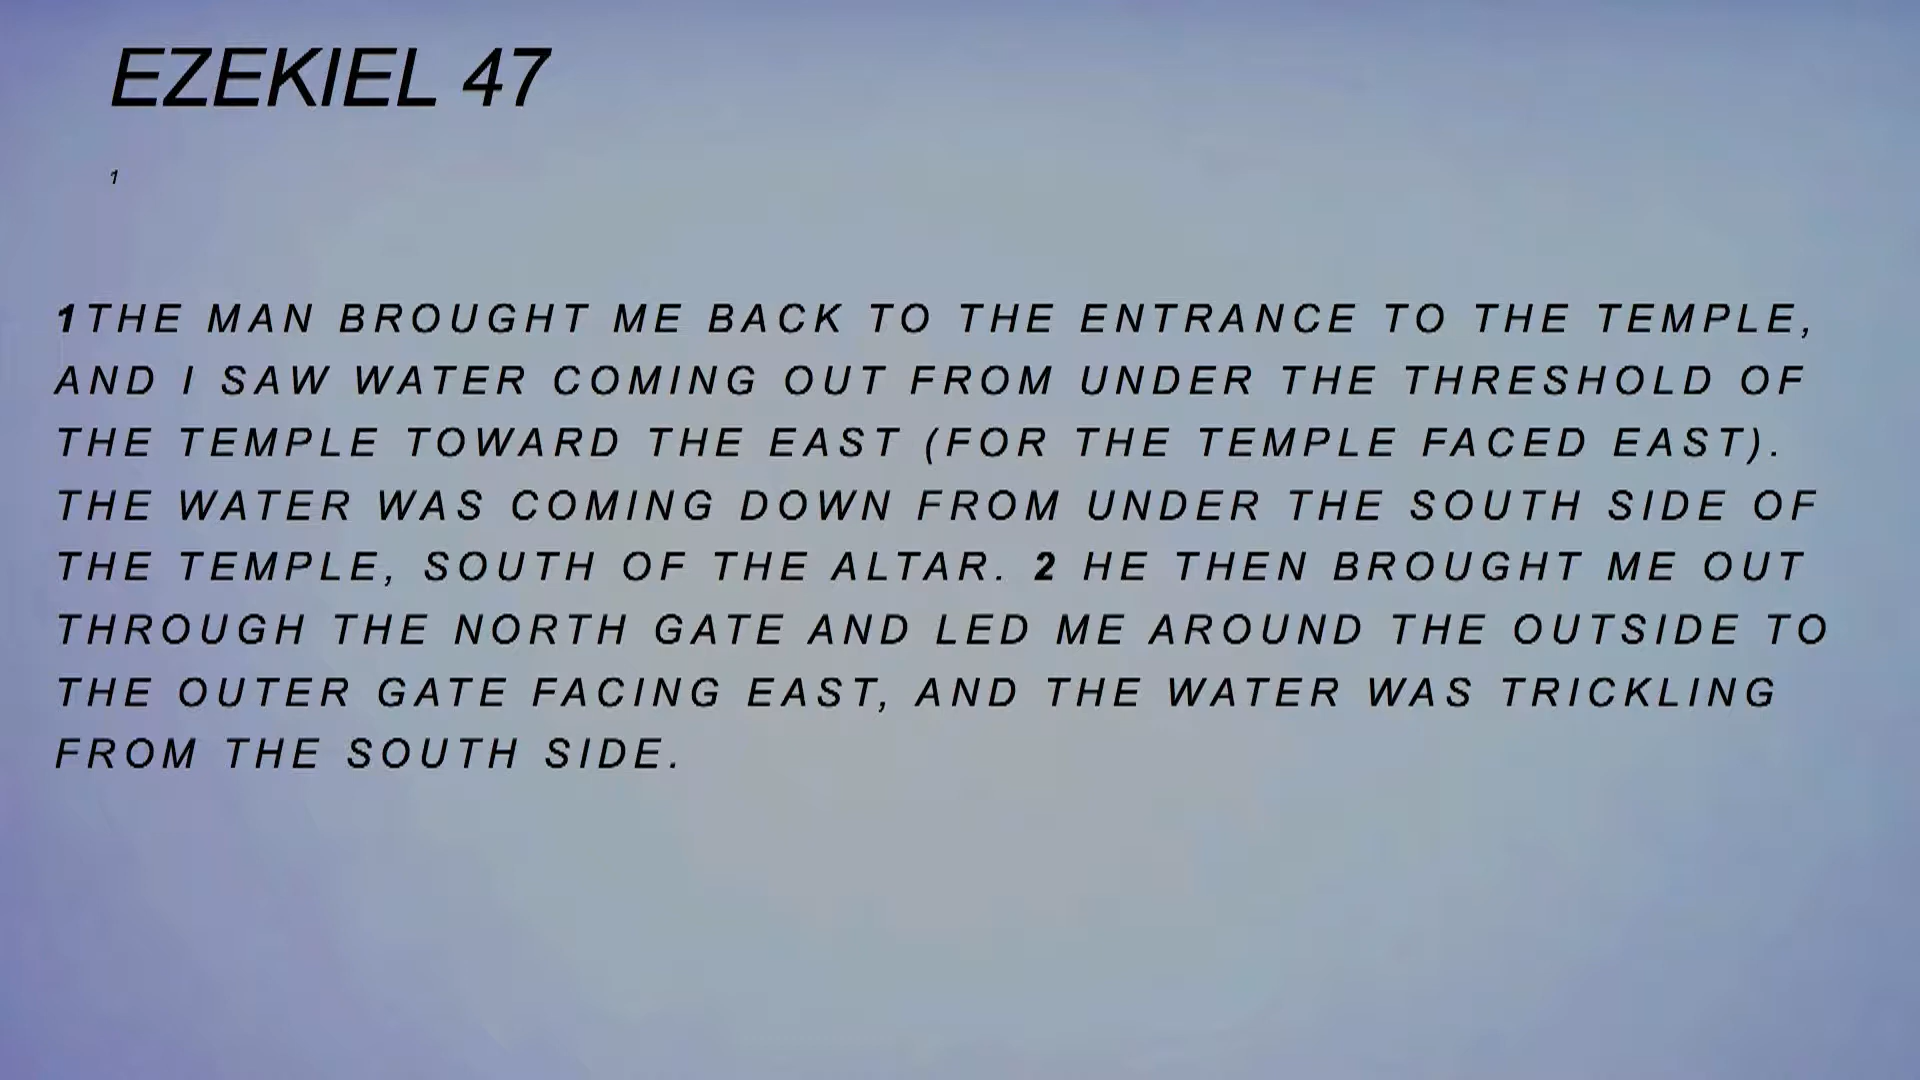 EZEKIEL 47
1
1THE MAN BROUGHT ME BACK TO THE ENTRANCE TO THE TEMPLE,
AND I SAW WATER COMING OUT FROM UNDER THE THRESHOLD OF
THE TEMPLE TOWARD THE EAST (FOR THE TEMPLE FACED EAST).
THE WATER WAS COMING DOWN FROM UNDER THE SOUTH SIDE OF
THE TEMPLE, SOUTH OF THE ALTAR. 2 HE THEN BROUGHT ME OUT
THROUGH THE NORTH GATE AND LED ME AROUND THE OUTSIDE TO
THE OUTER GATE FACING EAST, AND THE WATER WAS TRICKLING
FROM THE SOUTH SIDE.